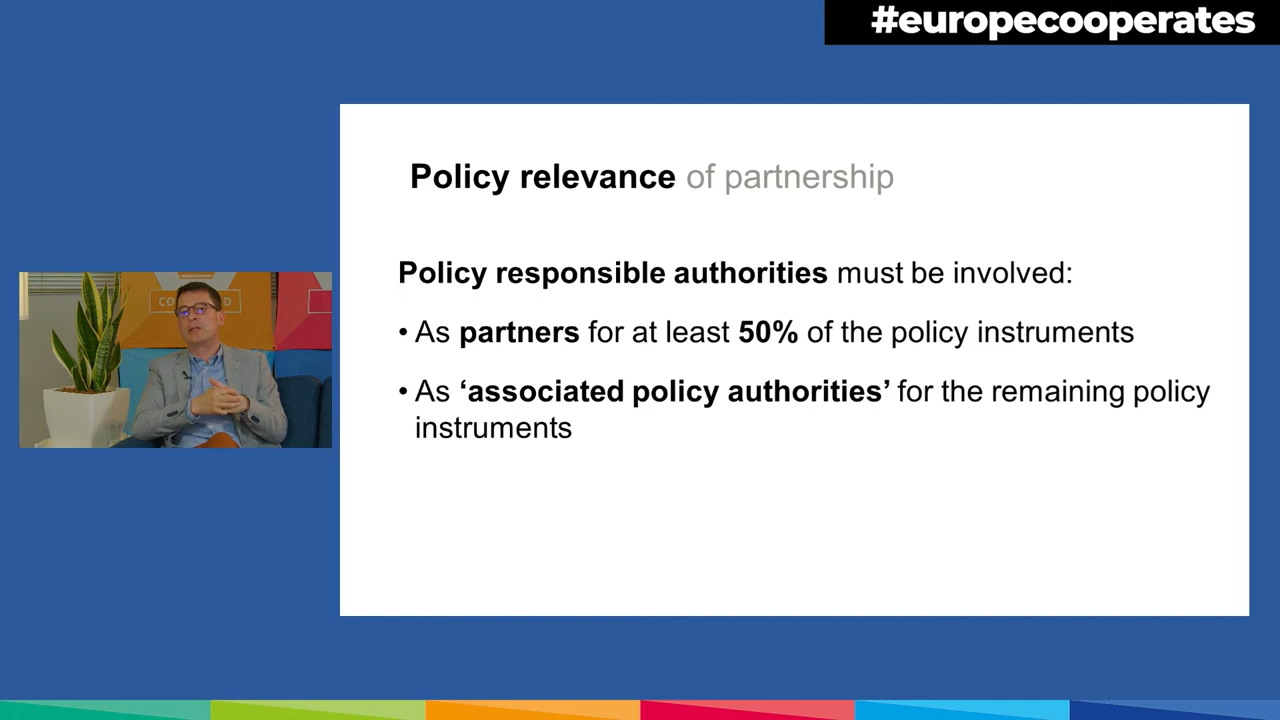 #europecooperates
Policy relevance of partnership
Policy responsible authorities must be involved:
• As partners for at least 50% of the policy instruments
• As ‘associated policy authorities’ for the remaining policy
instruments